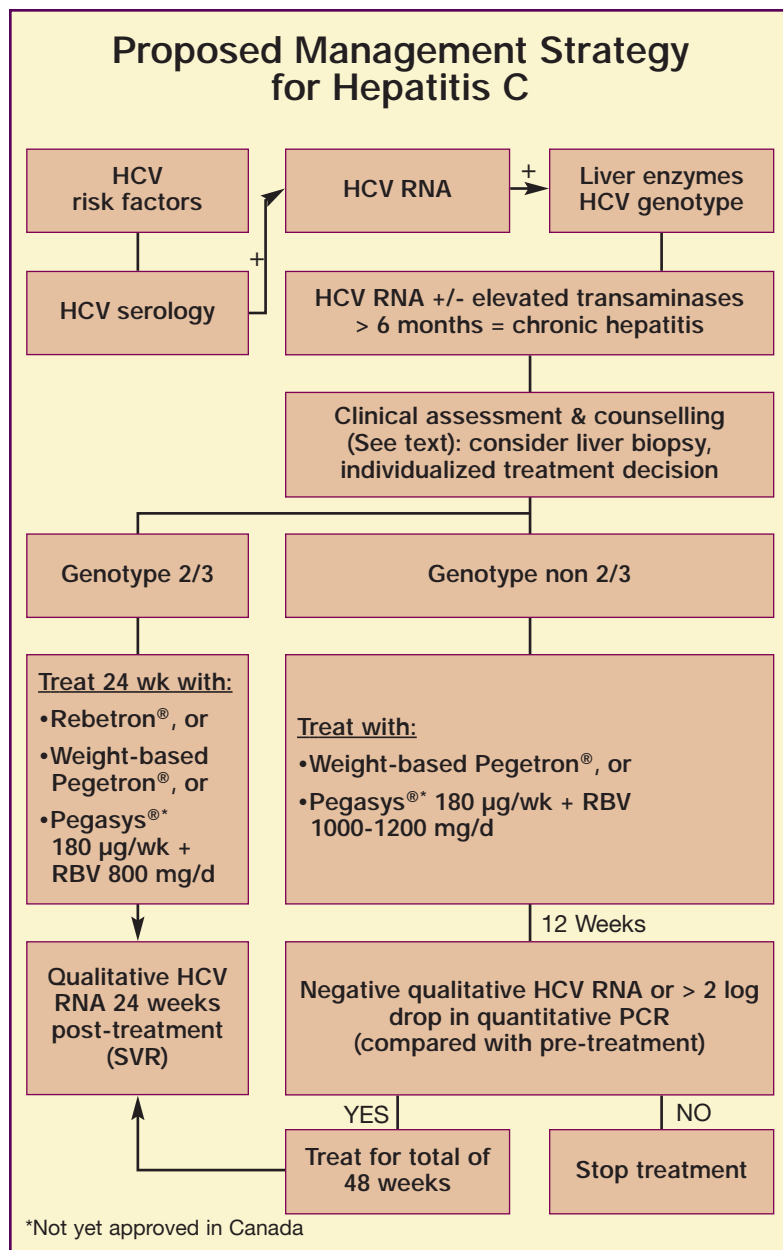 Proposed Management Strategy
for Hepatitis C
HCV
risk factors
HCV RNA
+
Liver enzymes
HCV genotype
+
HCV serology
HCV RNA +/- elevated transaminases
> 6 months = chronic hepatitis
Clinical assessment & counselling
(See text): consider liver biopsy,
individualized treatment decision
Genotype 2/3
Genotype non 2/3
Treat 24 wk with:
•Rebetron®, or
•Weight-based
Pegetron®, or
•Pegasys®*
180 µg/wk +
RBV 800 mg/d
Treat with:
•Weight-based Pegetron®, or
•Pegasys®* 180 µg/wk + RBV
1000-1200 mg/d
12 Weeks
Qualitative HCV
RNA 24 weeks
post-treatment
(SVR)
Negative qualitative HCV RNA or > 2 log
drop in quantitative PCR
(compared with pre-treatment)
YES
NO
Treat for total of
48 weeks
Stop treatment
*Not yet approved in Canada